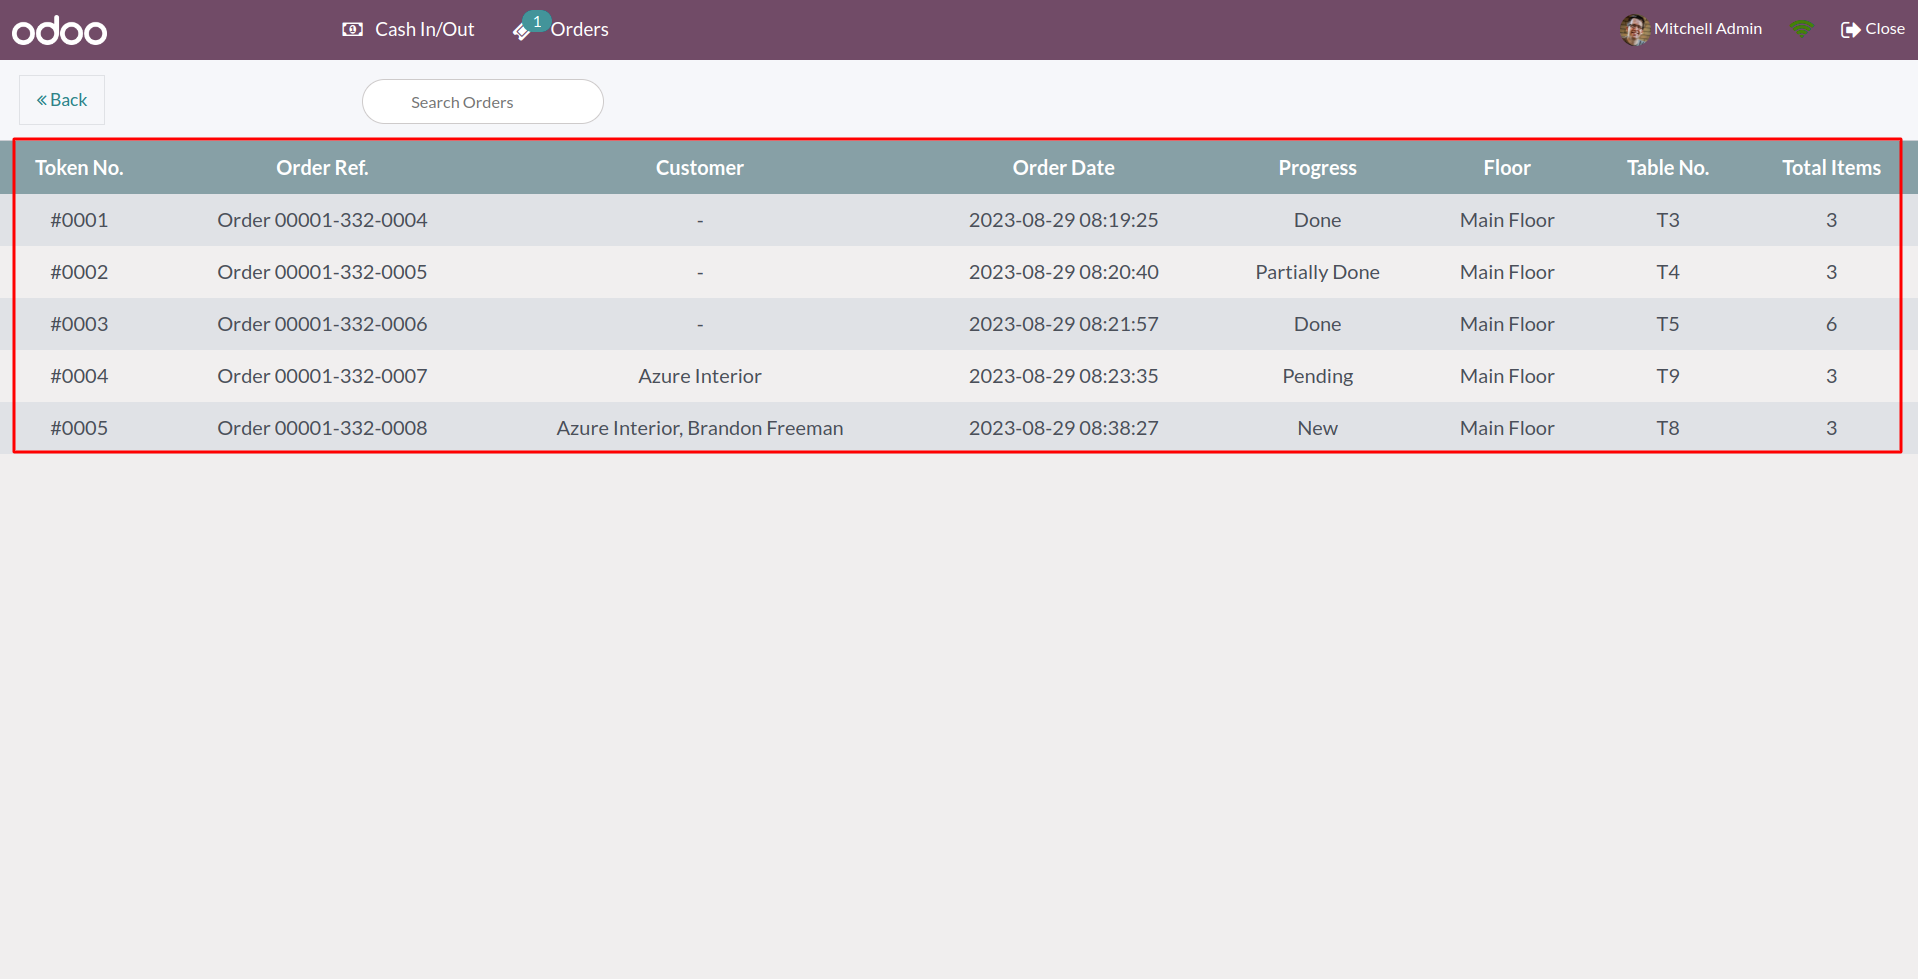 odoo Cash In/Out 1 Orders Mitchell Admin Close
« Back Search Orders
Token No. Order Ref. Customer Order Date Progress Floor Table No. Total Items
#0001 Order 00001-332-0004 - 2023-08-29 08:19:25 Done Main Floor T3 3
#0002 Order 00001-332-0005 - 2023-08-29 08:20:40 Partially Done Main Floor T4 3
#0003 Order 00001-332-0006 - 2023-08-29 08:21:57 Done Main Floor T5 6
#0004 Order 00001-332-0007 Azure Interior 2023-08-29 08:23:35 Pending Main Floor T9 3
#0005 Order 00001-332-0008 Azure Interior, Brandon Freeman 2023-08-29 08:38:27 New Main Floor T8 3